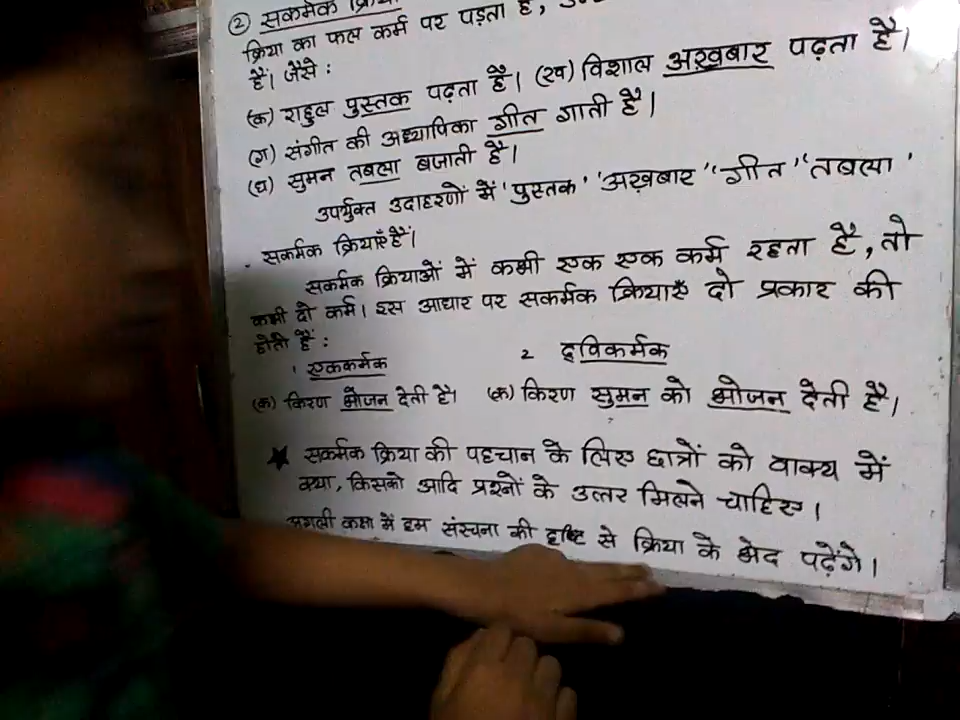 ② सकर्मक
क्रिया का फल कर्म पर पड़ता है,
हैं। जैसे :
(क) राहुल पुस्तक पढ़ता है। (ख) विशाल अख़बार पढ़ता है।
(ग) संगीत की अध्यापिका गीत गाती है।
(घ) सुमन तबला बजाती है।
उपर्युक्त उदाहरणों में 'पुस्तक' 'अख़बार' 'गीत' 'तबला'
सकर्मक क्रियाएँ हैं।
सकर्मक क्रियाओं में कभी एक एक कर्म रहता है, तो
कभी दो कर्म। इस आधार पर सकर्मक क्रियाएँ दो प्रकार की
होती हैं :
1 एककर्मक 2 द्विकर्मक
(क) किरण भोजन देती है। (क) किरण सुमन को भोजन देती है।
★ सकर्मक क्रिया की पहचान के लिए छात्रों को वाक्य में
क्या, किसको आदि प्रश्नों के उत्तर मिलने चाहिए।
अगली कक्षा में हम संरचना की दृष्टि से क्रिया के भेद पढ़ेंगे।